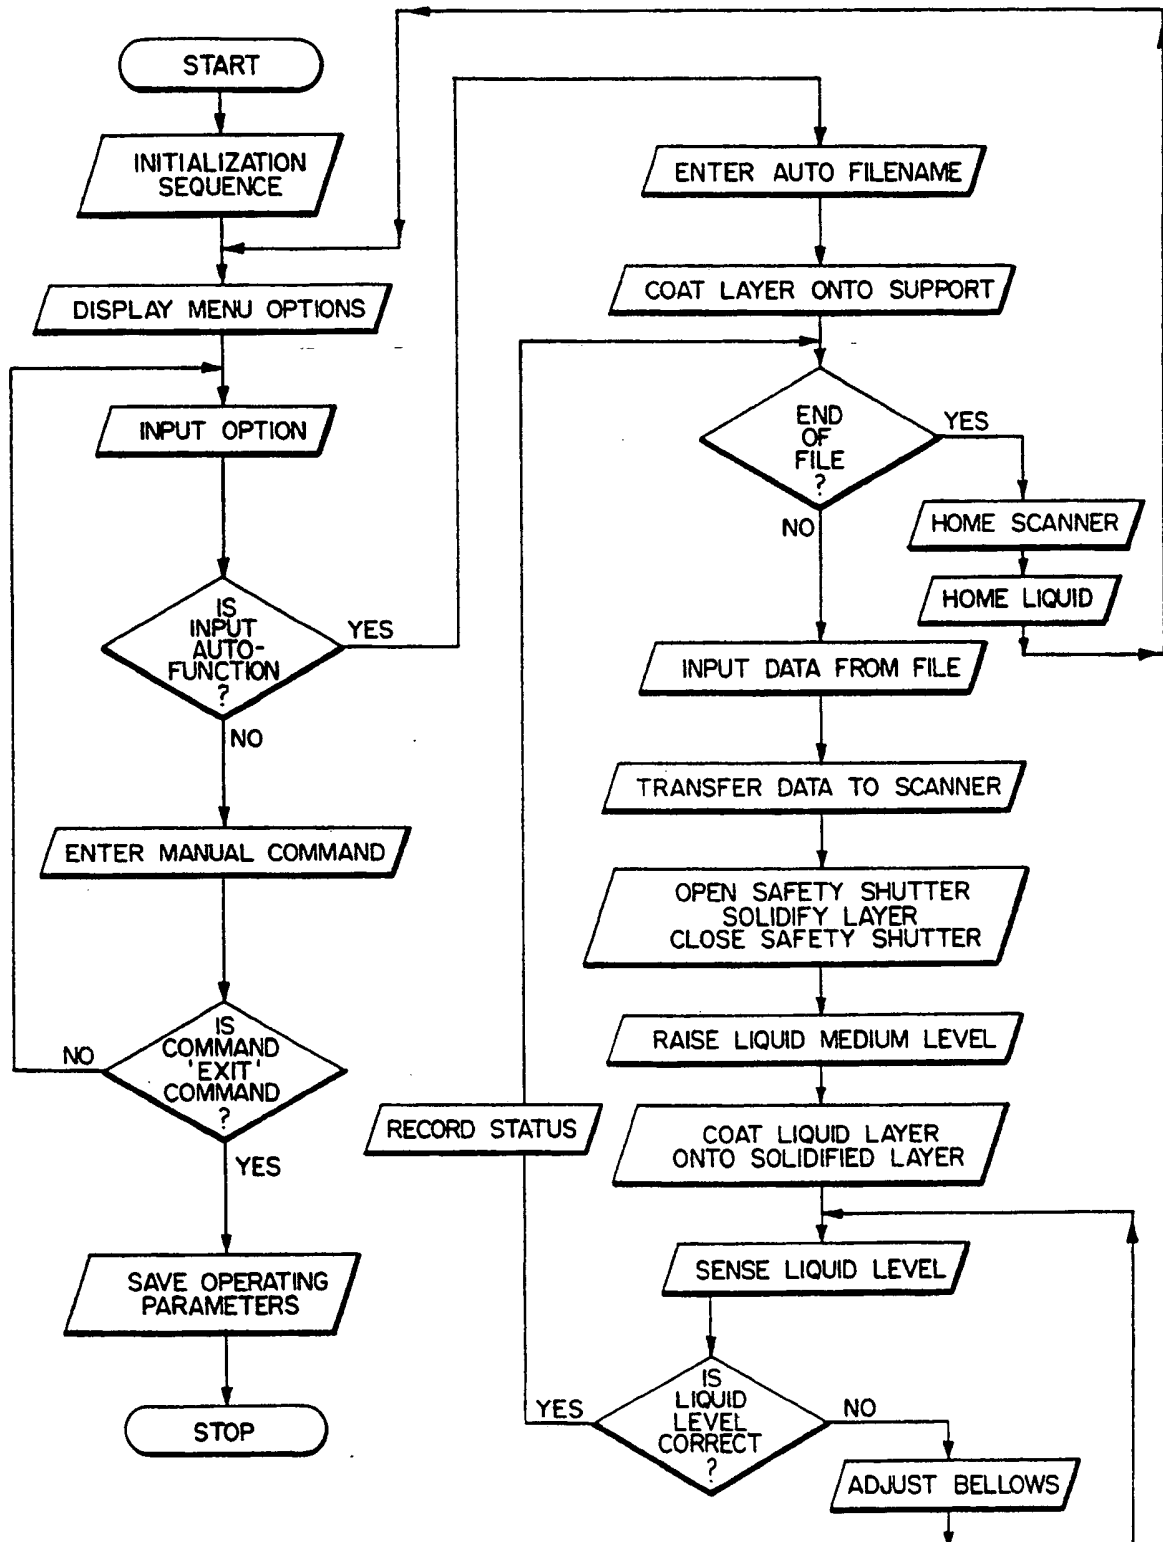 START
INITIALIZATION
SEQUENCE
DISPLAY MENU OPTIONS
INPUT OPTION
IS
INPUT
AUTO-
FUNCTION
?
YES
NO
ENTER MANUAL COMMAND
IS
COMMAND
'EXIT'
COMMAND
?
NO
YES
SAVE OPERATING
PARAMETERS
STOP
ENTER AUTO FILENAME
COAT LAYER ONTO SUPPORT
END
OF
FILE
?
YES
NO
HOME SCANNER
HOME LIQUID
INPUT DATA FROM FILE
TRANSFER DATA TO SCANNER
OPEN SAFETY SHUTTER
SOLIDIFY LAYER
CLOSE SAFETY SHUTTER
RAISE LIQUID MEDIUM LEVEL
COAT LIQUID LAYER
ONTO SOLIDIFIED LAYER
RECORD STATUS
SENSE LIQUID LEVEL
IS
LIQUID
LEVEL
CORRECT
?
YES
NO
ADJUST BELLOWS